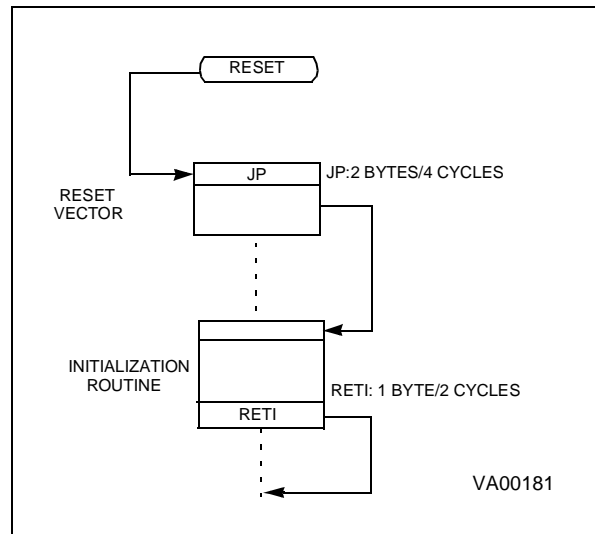 RESET
JP
JP:2 BYTES/4 CYCLES
RESET
VECTOR
INITIALIZATION
ROUTINE
RETI: 1 BYTE/2 CYCLES
RETI
VA00181